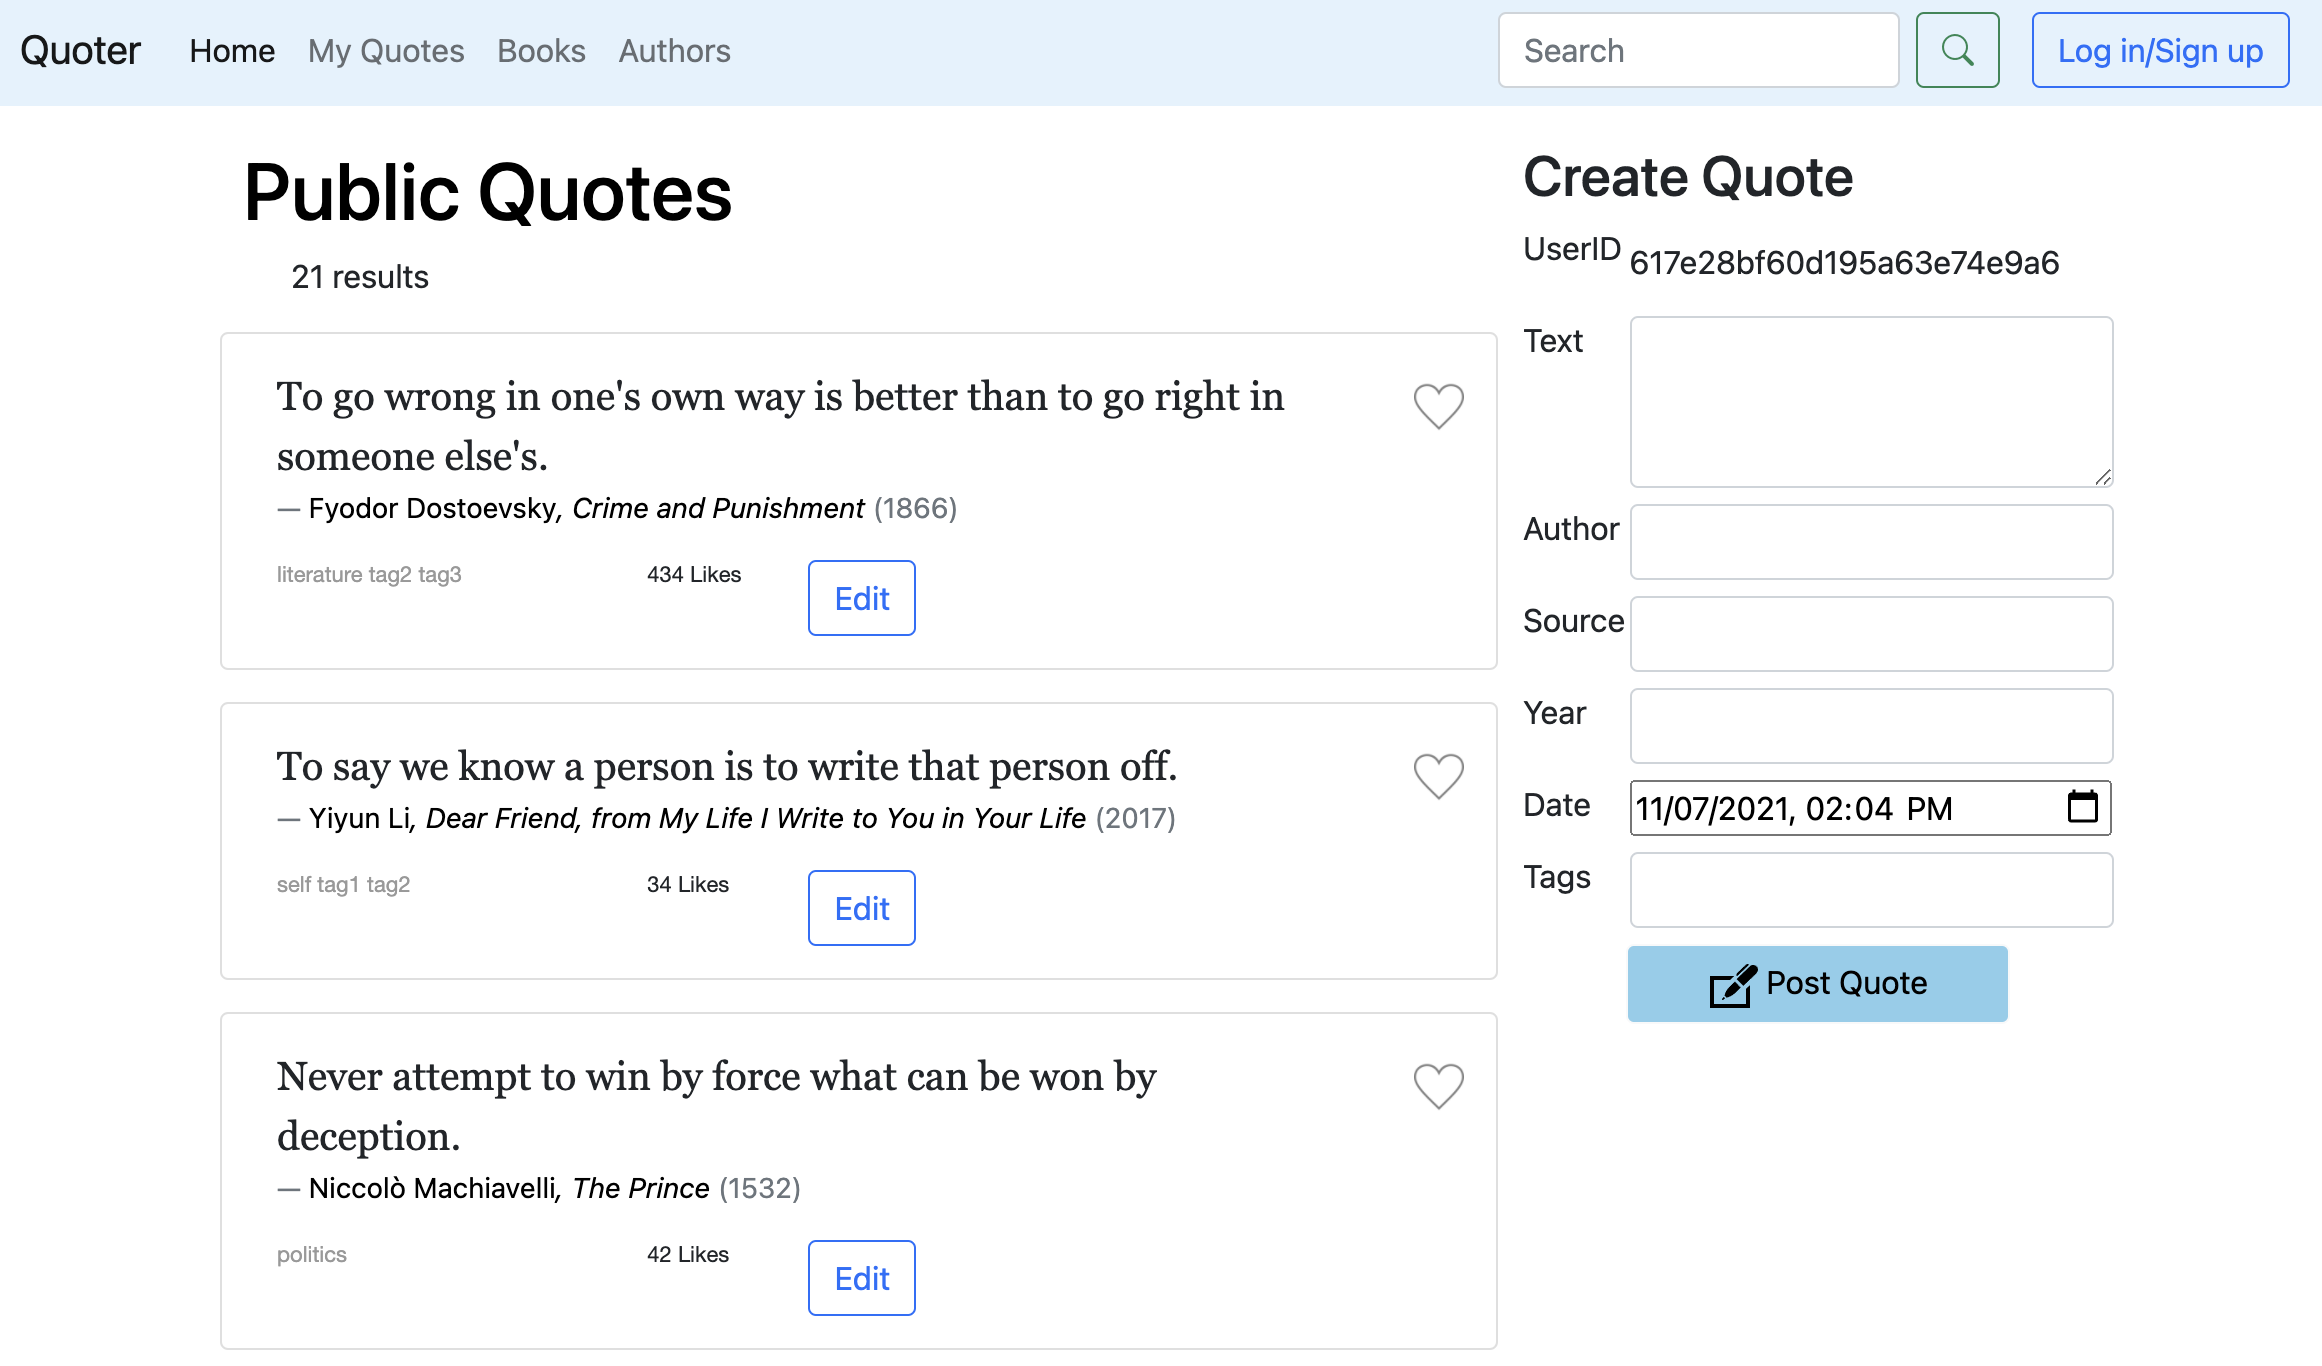 Quoter Home My Quotes Books Authors Search Log in/Sign up
Public Quotes
21 results
To go wrong in one's own way is better than to go right in
someone else's.
— Fyodor Dostoevsky, Crime and Punishment (1866)
literature tag2 tag3 434 Likes Edit
To say we know a person is to write that person off.
— Yiyun Li, Dear Friend, from My Life I Write to You in Your Life (2017)
self tag1 tag2 34 Likes Edit
Never attempt to win by force what can be won by
deception.
— Niccolò Machiavelli, The Prince (1532)
politics 42 Likes Edit
Create Quote
UserID 617e28bf60d195a63e74e9a6
Text
Author
Source
Year
Date 11/07/2021, 02:04 PM
Tags
Post Quote